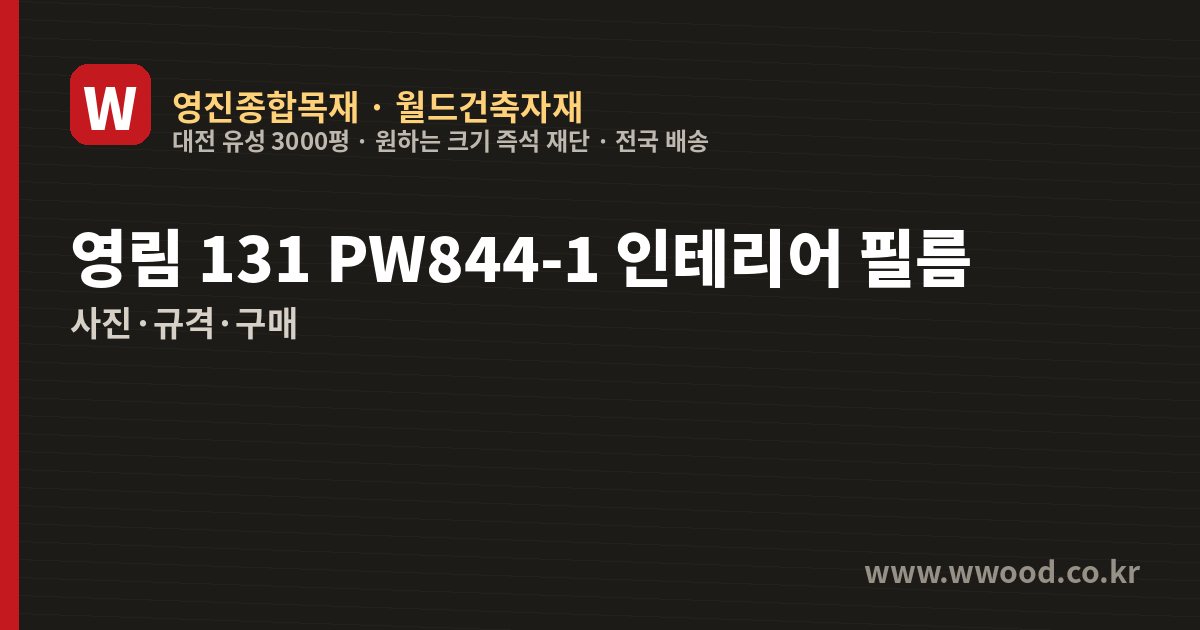 W
영진종합목재 · 월드건축자재
대전 유성 3000평 · 원하는 크기 즉석 재단 · 전국 배송
영림 131 PW844-1 인테리어 필름
사진·규격·구매
www.wwood.co.kr